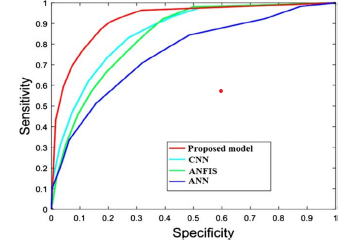 1
0.9
0.8
0.7
0.6
0.5
0.4
0.3
0.2
0.1
0
Sensitivity
Proposed model
CNN
ANFIS
ANN
0 0.1 0.2 0.3 0.4 0.5 0.6 0.7 0.8 0.9 1
Specificity